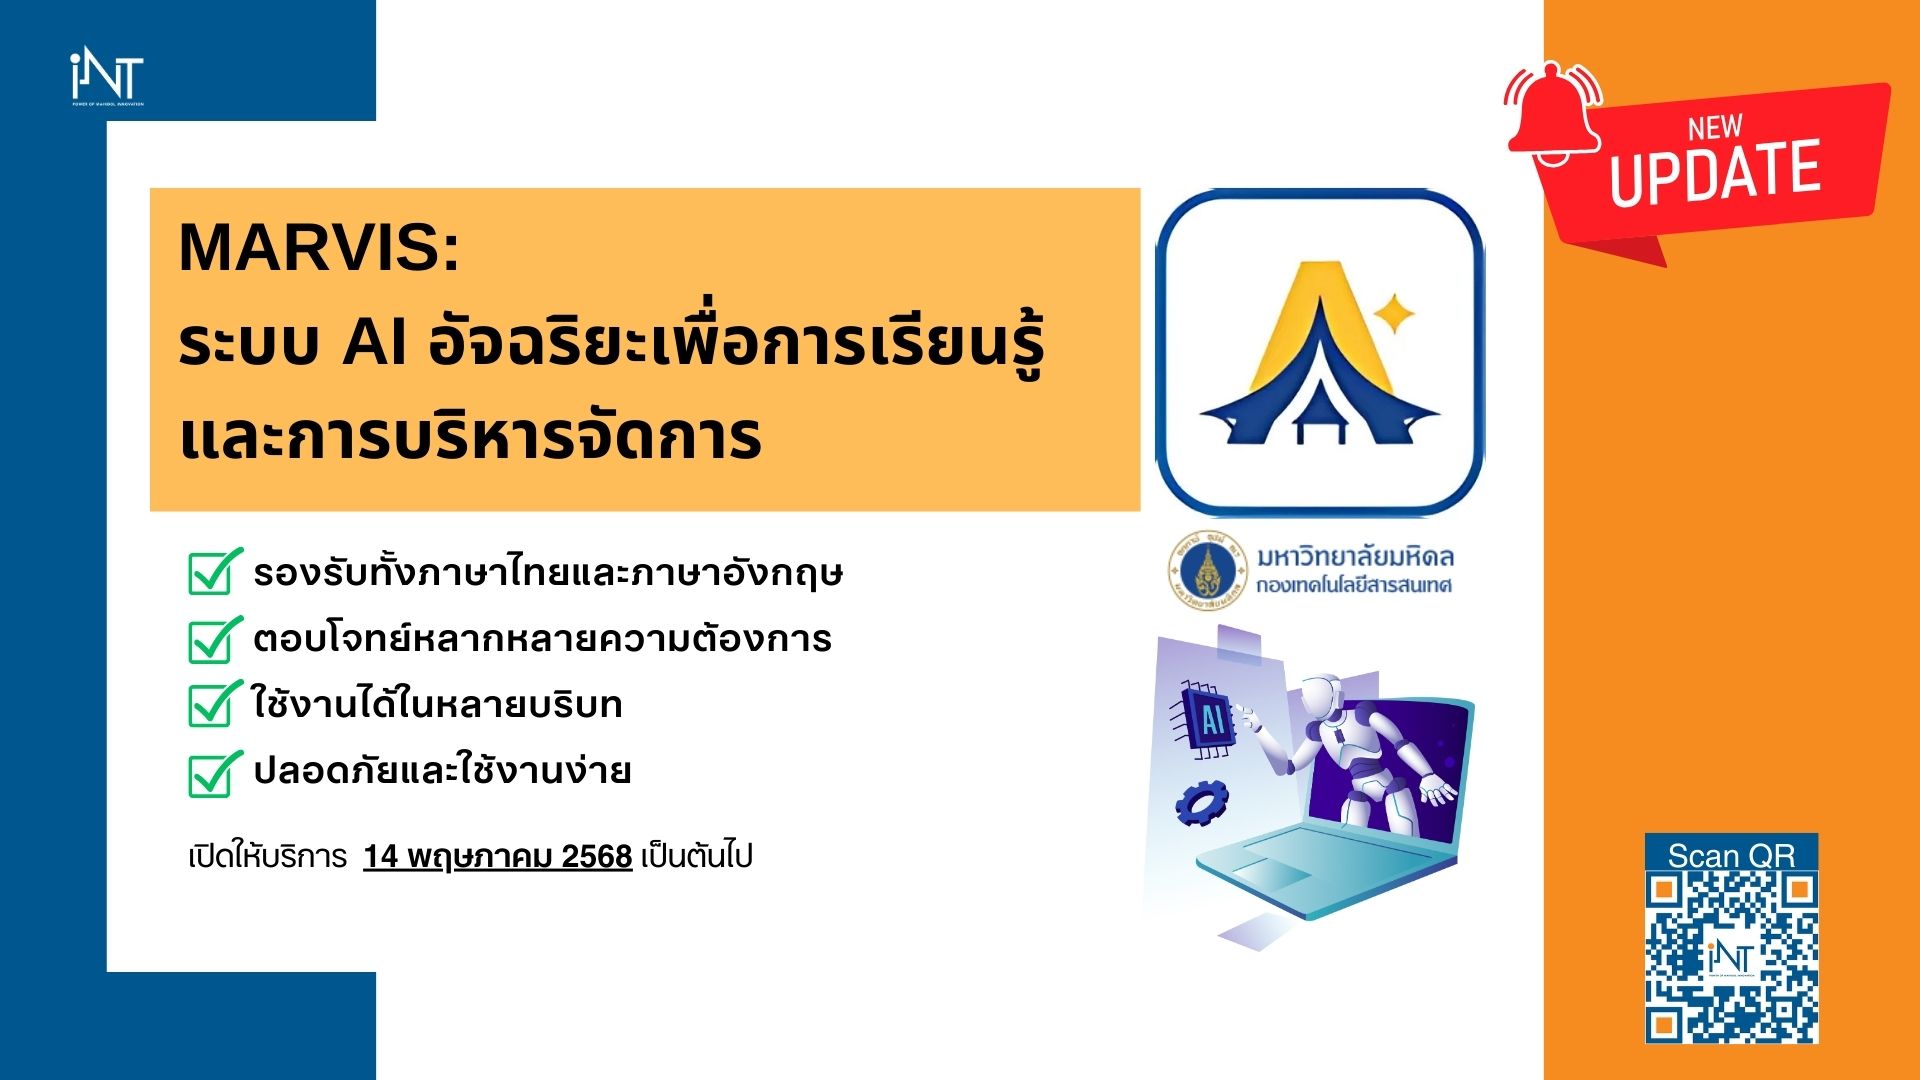 iNT
POWER OF MAHIDOL INNOVATION
NEW
UPDATE
MARVIS:
ระบบ AI อัจฉริยะเพื่อการเรียนรู้
และการบริหารจัดการ
รองรับทั้งภาษาไทยและภาษาอังกฤษ
ตอบโจทย์หลากหลายความต้องการ
ใช้งานได้ในหลายบริบท
ปลอดภัยและใช้งานง่าย
เปิดให้บริการ 14 พฤษภาคม 2568 เป็นต้นไป
มหาวิทยาลัยมหิดล
กองเทคโนโลยีสารสนเทศ
AI
Scan QR
iNT
POWER OF MAHIDOL INNOVATION